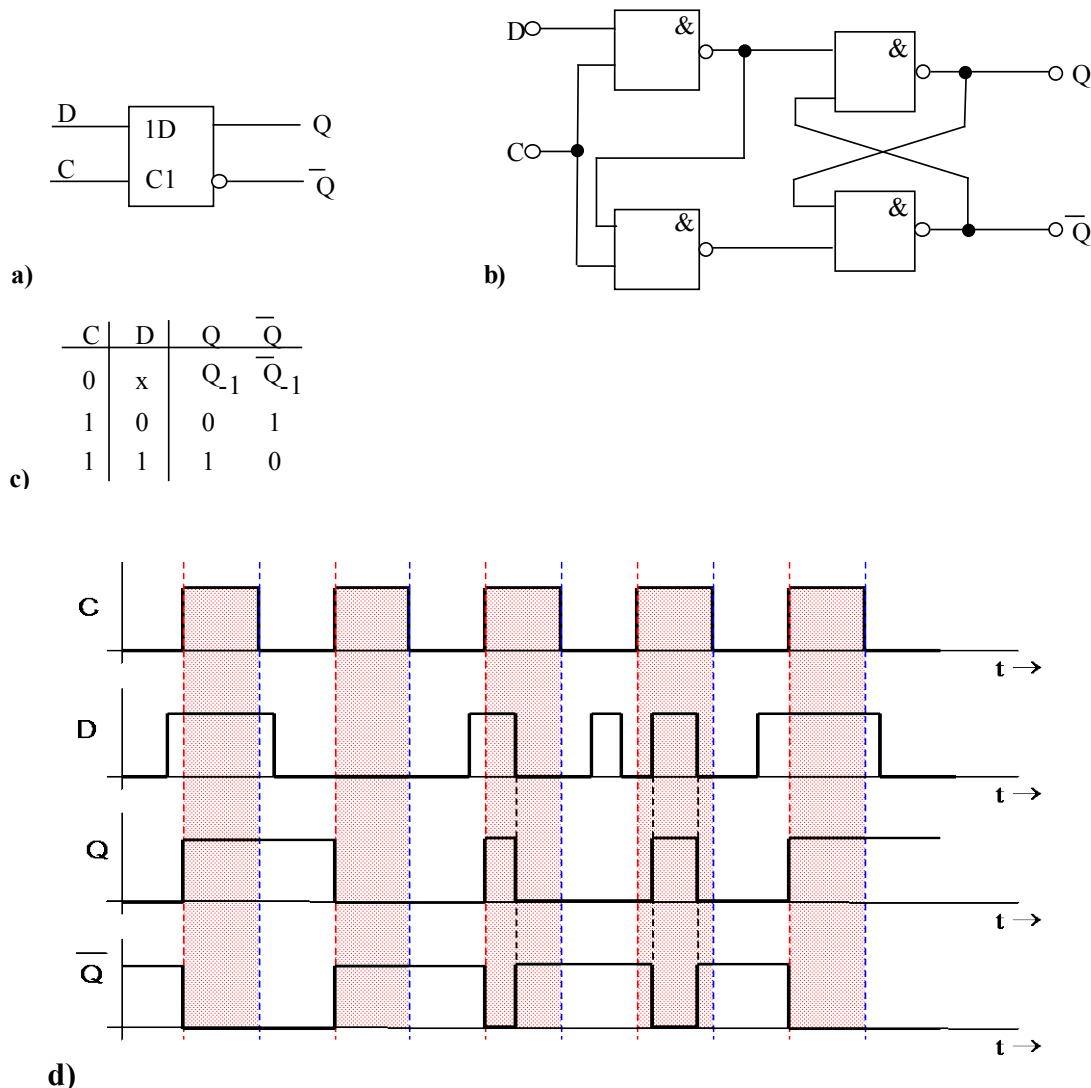 D 1D Q
C C1 Q̅
a)
D & & Q
C & & Q̅
b)
C D Q Q̅
0 x Q₋₁ Q̅₋₁
1 0 0 1
1 1 1 0
c)
C
t →
D
t →
Q
t →
Q̅
t →
d)